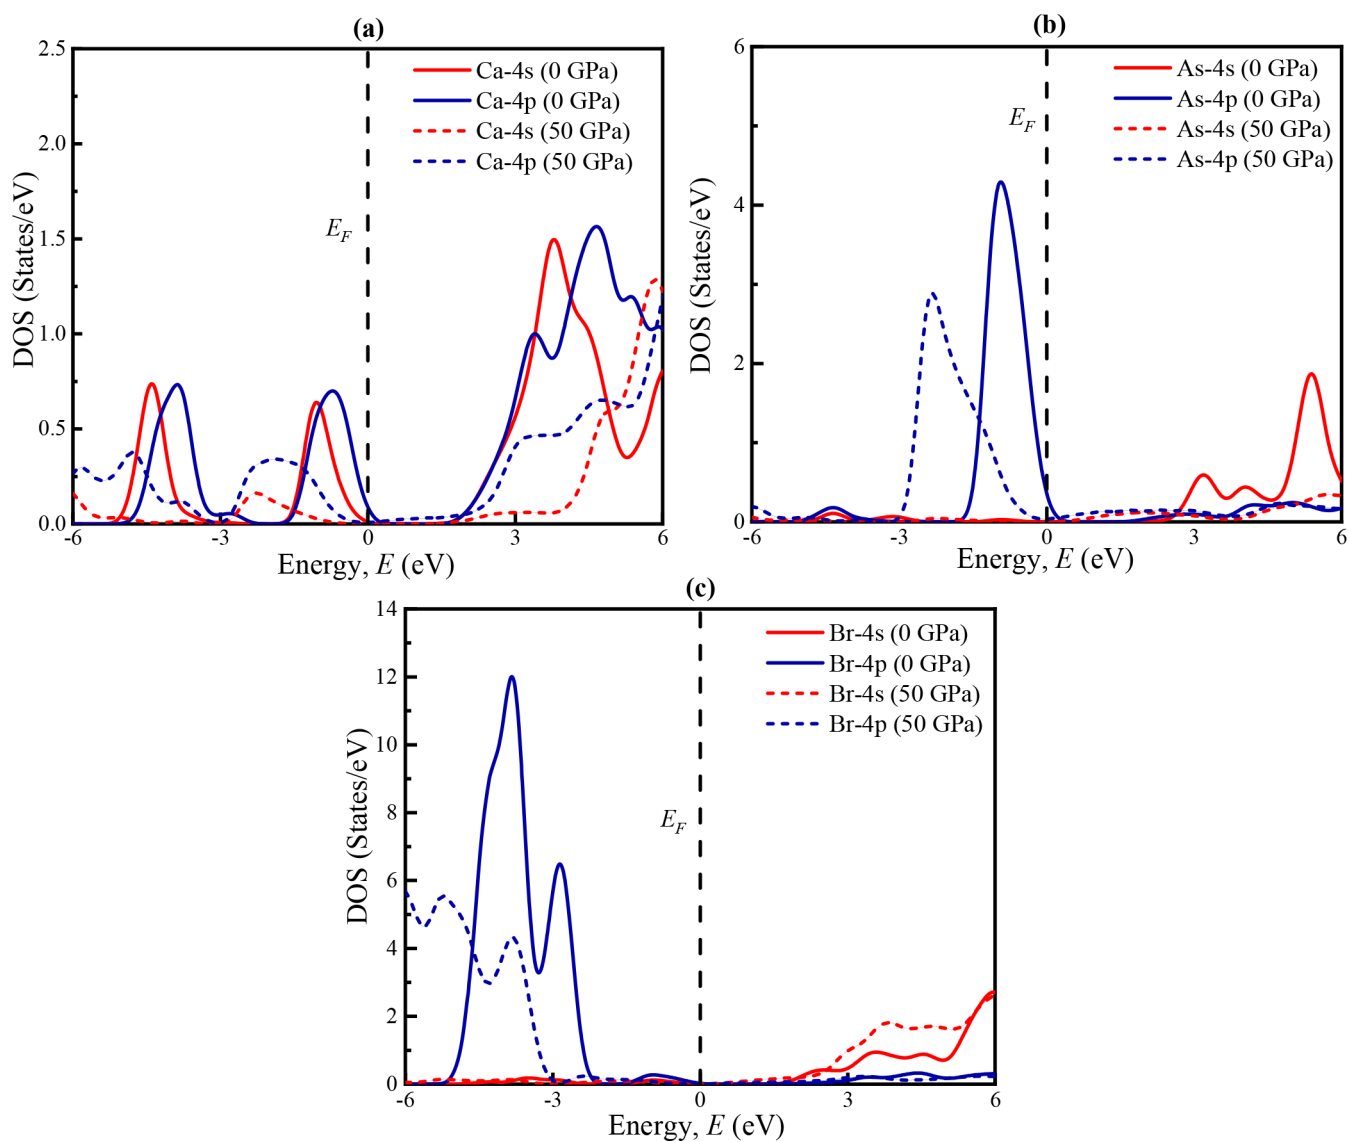 (a)
2.5
2.0
1.5
1.0
0.5
0.0
DOS (States/eV)
Ca-4s (0 GPa)
Ca-4p (0 GPa)
Ca-4s (50 GPa)
Ca-4p (50 GPa)
E_F
-6
-3
0
3
6
Energy, E (eV)
(b)
6
4
2
0
DOS (States/eV)
As-4s (0 GPa)
As-4p (0 GPa)
As-4s (50 GPa)
As-4p (50 GPa)
E_F
-6
-3
0
3
6
Energy, E (eV)
(c)
14
12
10
8
6
4
2
0
DOS (States/eV)
Br-4s (0 GPa)
Br-4p (0 GPa)
Br-4s (50 GPa)
Br-4p (50 GPa)
E_F
-6
-3
0
3
6
Energy, E (eV)